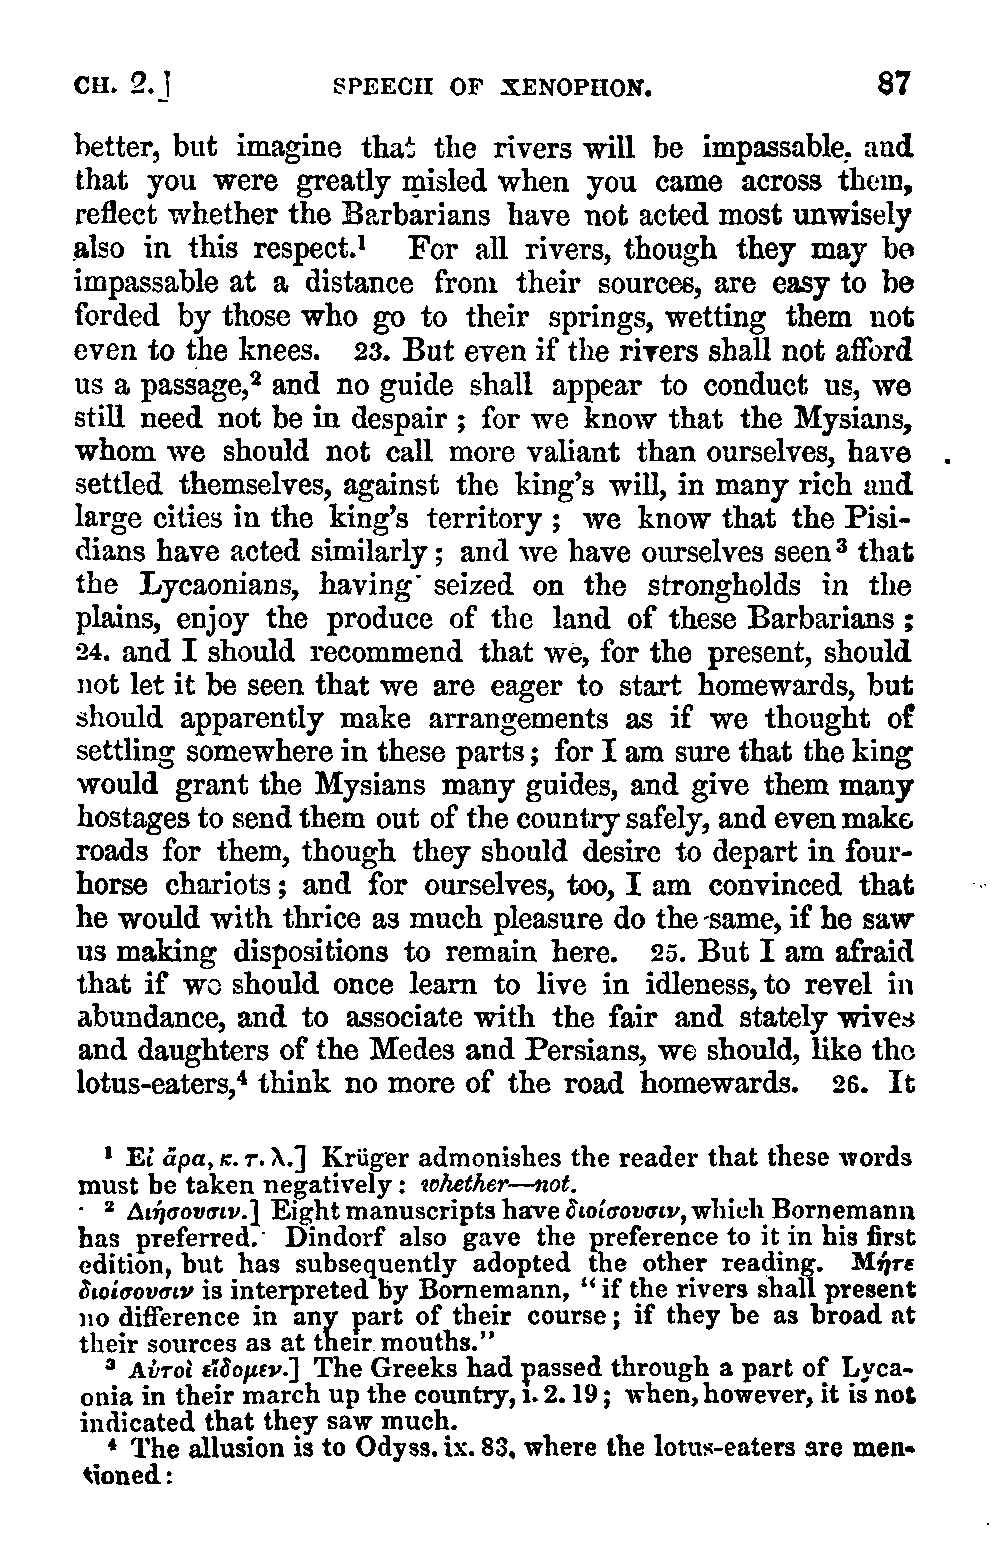 CH. 2.] SPEECH OF XENOPHON. 87
better, but imagine that the rivers will be impassable, and
that you were greatly misled when you came across them,
reflect whether the Barbarians have not acted most unwisely
also in this respect.¹ For all rivers, though they may be
impassable at a distance from their sources, are easy to be
forded by those who go to their springs, wetting them not
even to the knees. 23. But even if the rivers shall not afford
us a passage,² and no guide shall appear to conduct us, we
still need not be in despair; for we know that the Mysians,
whom we should not call more valiant than ourselves, have
settled themselves, against the king's will, in many rich and
large cities in the king's territory; we know that the Pisi-
dians have acted similarly; and we have ourselves seen³ that
the Lycaonians, having seized on the strongholds in the
plains, enjoy the produce of the land of these Barbarians;
24. and I should recommend that we, for the present, should
not let it be seen that we are eager to start homewards, but
should apparently make arrangements as if we thought of
settling somewhere in these parts; for I am sure that the king
would grant the Mysians many guides, and give them many
hostages to send them out of the country safely, and even make
roads for them, though they should desire to depart in four-
horse chariots; and for ourselves, too, I am convinced that
he would with thrice as much pleasure do the same, if he saw
us making dispositions to remain here. 25. But I am afraid
that if we should once learn to live in idleness, to revel in
abundance, and to associate with the fair and stately wives
and daughters of the Medes and Persians, we should, like the
lotus-eaters,⁴ think no more of the road homewards. 26. It
¹ Εἰ ἄρα, κ. τ. λ.] Krüger admonishes the reader that these words
must be taken negatively: whether—not.
² Διήσουσιν.] Eight manuscripts have διοίσουσιν, which Bornemann
has preferred. Dindorf also gave the preference to it in his first
edition, but has subsequently adopted the other reading. Μήτε
διοίσουσιν is interpreted by Bornemann, "if the rivers shall present
no difference in any part of their course; if they be as broad at
their sources as at their mouths."
³ Αὐτοὶ εἴδομεν.] The Greeks had passed through a part of Lyca-
onia in their march up the country, i. 2. 19; when, however, it is not
indicated that they saw much.
⁴ The allusion is to Odyss. ix. 83, where the lotus-eaters are men-
tioned: